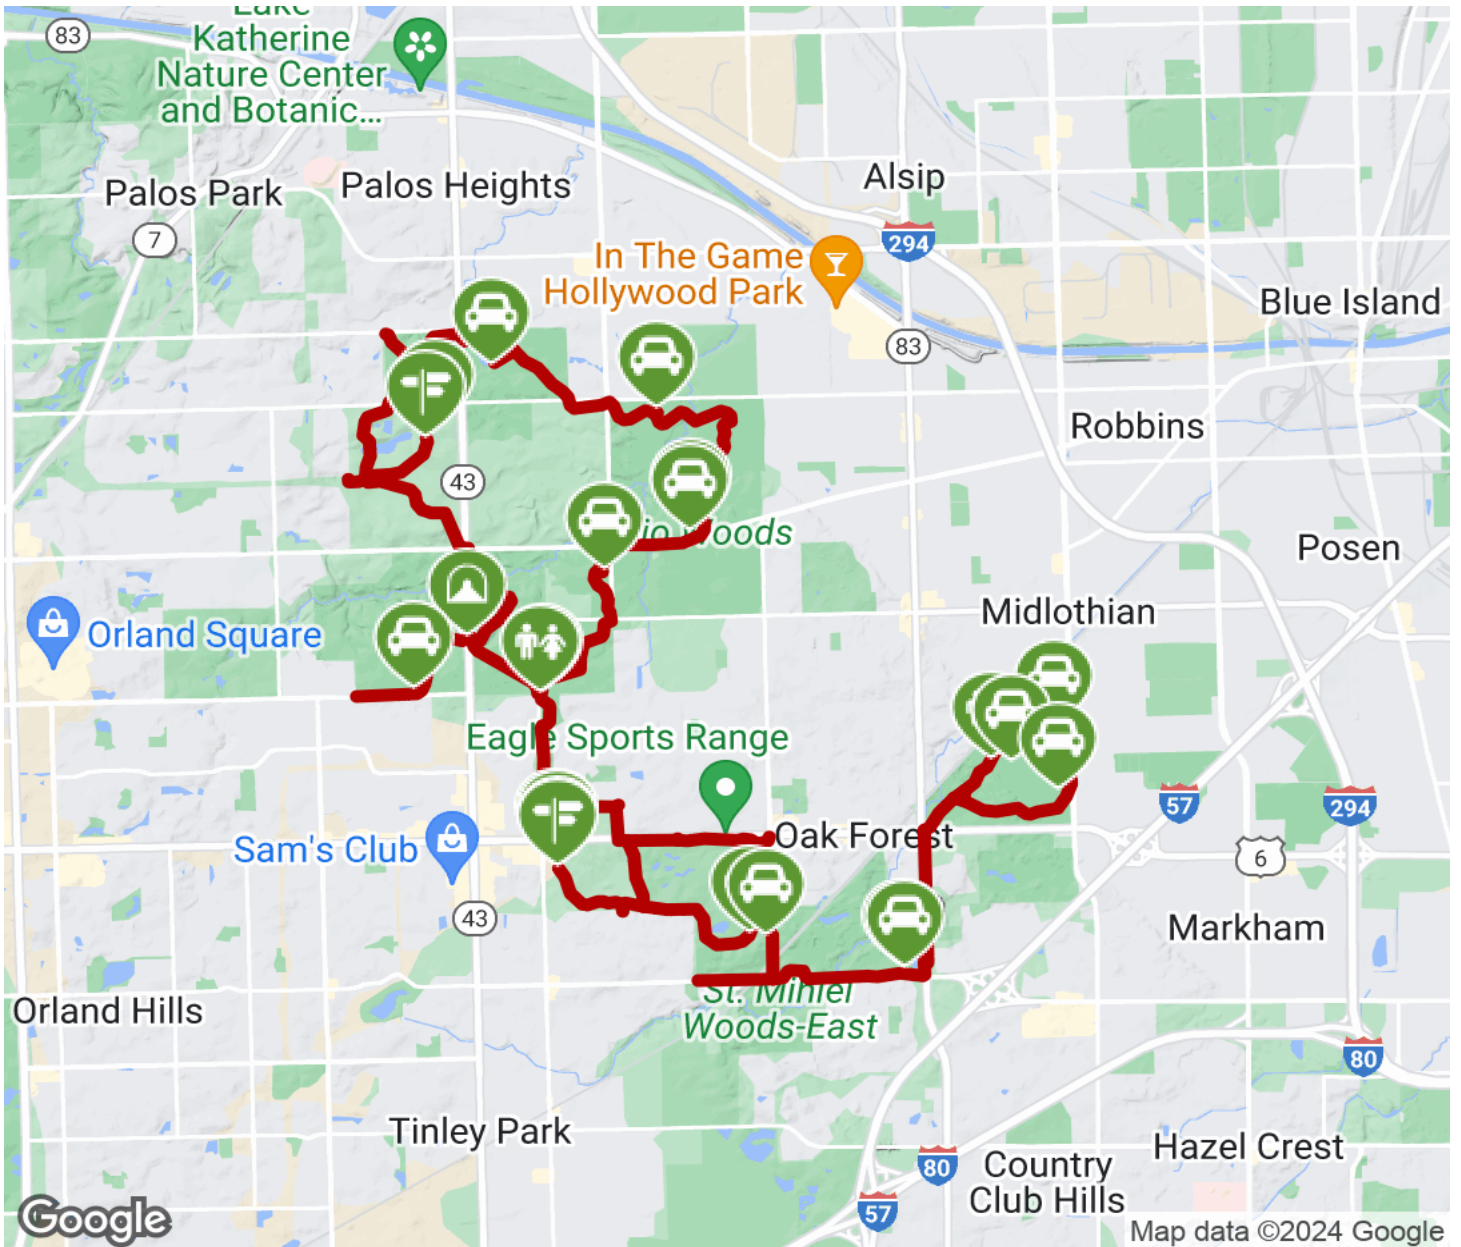 Lake
Katherine
Nature Center
and Botanic...
83
Palos Park
Palos Heights
Alsip
7
294
In The Game
Hollywood Park
Blue Island
83
Robbins
43
Woods
Posen
Midlothian
Orland Square
Eagle Sports Range
57
294
Oak Forest
Sam's Club
6
43
Markham
St. Mihiel
Woods-East
Orland Hills
80
Tinley Park
Hazel Crest
80
Country
Club Hills
57
Google
Map data ©2024 Google